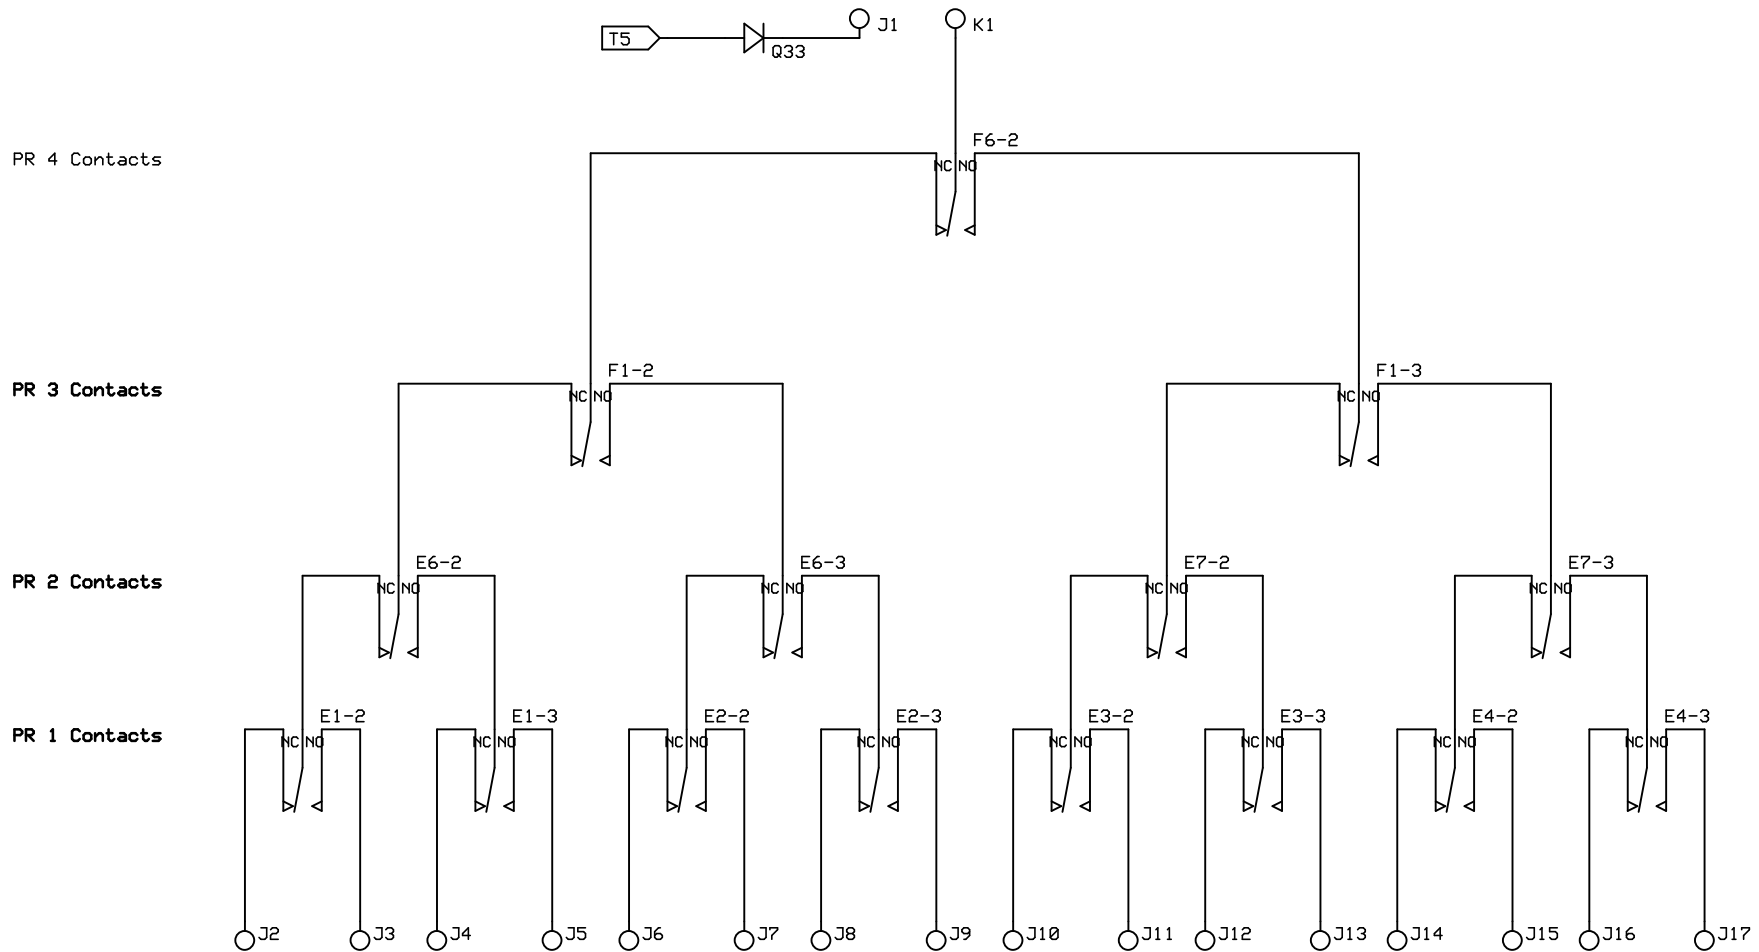 T5
Q33
J1
K1
PR 4 Contacts
F6-2
NC NO
PR 3 Contacts
F1-2
NC NO
F1-3
NC NO
PR 2 Contacts
E6-2
NC NO
E6-3
NC NO
E7-2
NC NO
E7-3
NC NO
PR 1 Contacts
E1-2
NC NO
E1-3
NC NO
E2-2
NC NO
E2-3
NC NO
E3-2
NC NO
E3-3
NC NO
E4-2
NC NO
E4-3
NC NO
J2
J3
J4
J5
J6
J7
J8
J9
J10
J11
J12
J13
J14
J15
J16
J17